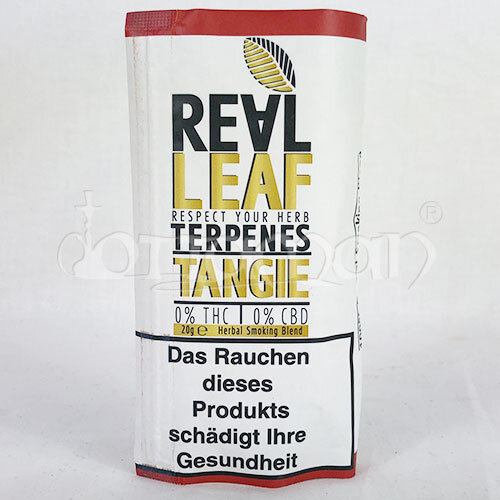 REAL
LEAF
RESPECT YOUR HERB
TERPENES
TANGIE
0% THC | 0% CBD
20g ℮ Herbal Smoking Blend
Das Rauchen
dieses
Produkts
schädigt Ihre
Gesundheit